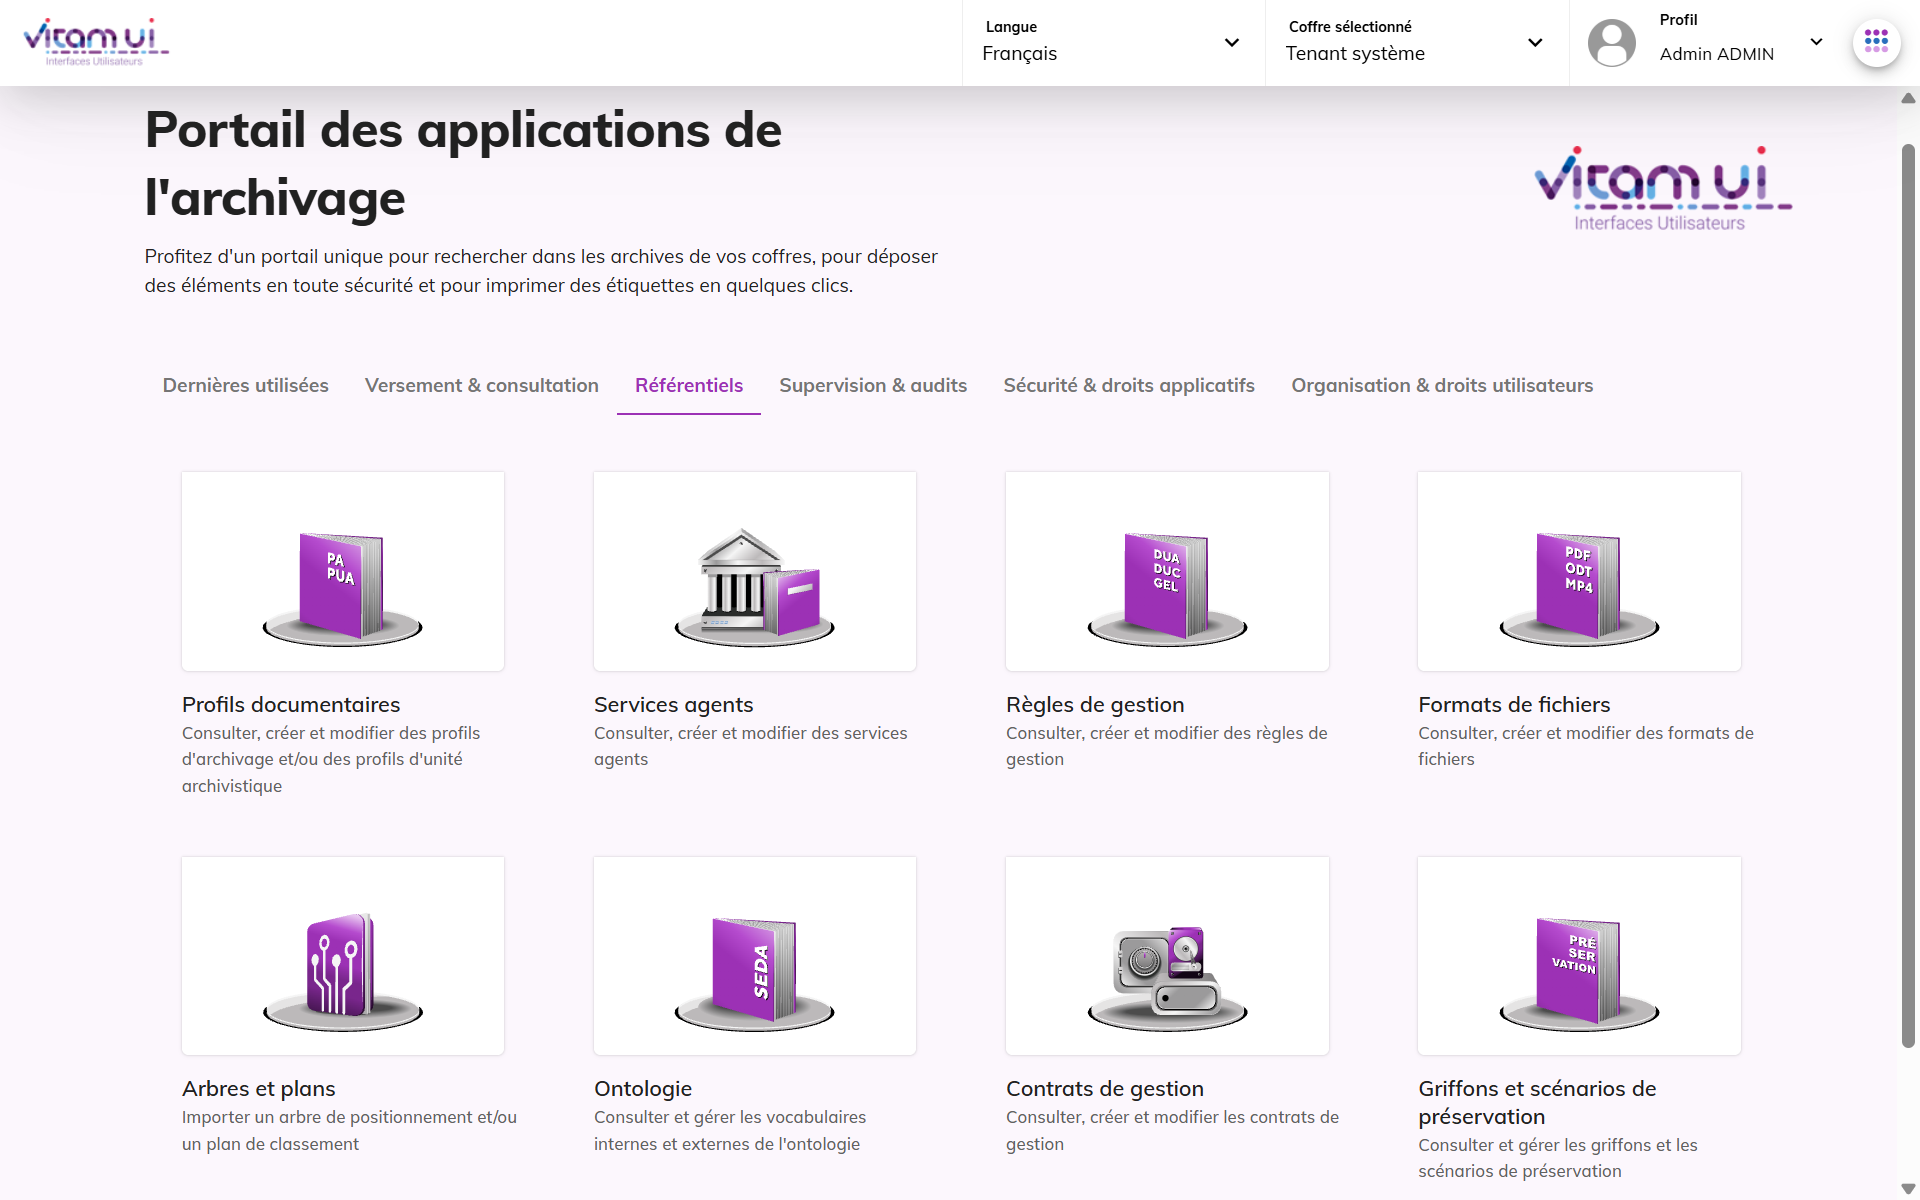 vitam ui
Interfaces Utilisateurs
Langue
Français
Coffre sélectionné
Tenant système
Profil
Admin ADMIN
Portail des applications de
l'archivage
vitam ui
Interfaces Utilisateurs
Profitez d'un portail unique pour rechercher dans les archives de vos coffres, pour déposer
des éléments en toute sécurité et pour imprimer des étiquettes en quelques clics.
Dernières utilisées
Versement & consultation
Référentiels
Supervision & audits
Sécurité & droits applicatifs
Organisation & droits utilisateurs
PA
PUA
DUA
DUC
GEL
PDF
ODT
MP4
Profils documentaires
Consulter, créer et modifier des profils
d'archivage et/ou des profils d'unité
archivistique
Services agents
Consulter, créer et modifier des services
agents
Règles de gestion
Consulter, créer et modifier des règles de
gestion
Formats de fichiers
Consulter, créer et modifier des formats de
fichiers
SEDA
PRÉ
SER
VATION
Arbres et plans
Importer un arbre de positionnement et/ou
un plan de classement
Ontologie
Consulter et gérer les vocabulaires
internes et externes de l'ontologie
Contrats de gestion
Consulter, créer et modifier les contrats de
gestion
Griffons et scénarios de
préservation
Consulter et gérer les griffons et les
scénarios de préservation